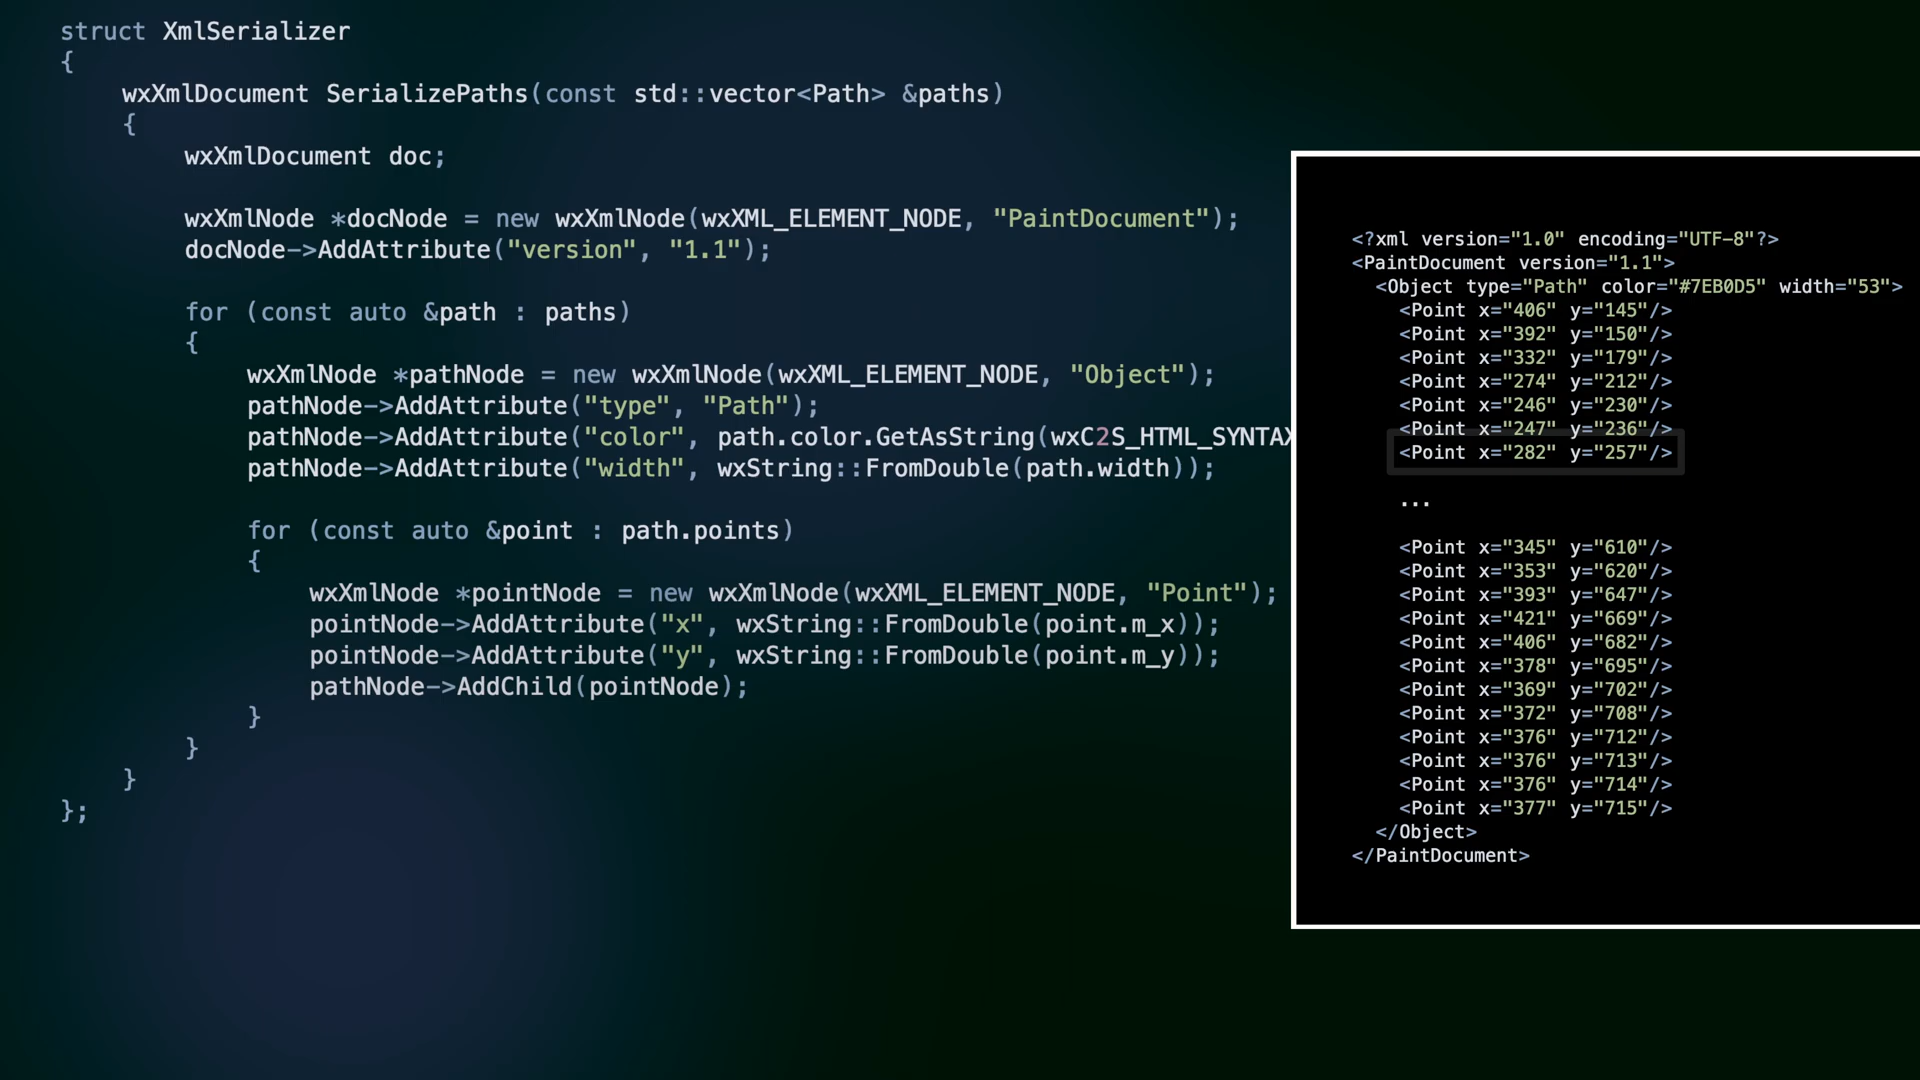 struct XmlSerializer
{
    wxXmlDocument SerializePaths(const std::vector<Path> &paths)
    {
        wxXmlDocument doc;

        wxXmlNode *docNode = new wxXmlNode(wxXML_ELEMENT_NODE, "PaintDocument");
        docNode->AddAttribute("version", "1.1");

        for (const auto &path : paths)
        {
            wxXmlNode *pathNode = new wxXmlNode(wxXML_ELEMENT_NODE, "Object");
            pathNode->AddAttribute("type", "Path");
            pathNode->AddAttribute("color", path.color.GetAsString(wxC2S_HTML_SYNTAX
            pathNode->AddAttribute("width", wxString::FromDouble(path.width));

            for (const auto &point : path.points)
            {
                wxXmlNode *pointNode = new wxXmlNode(wxXML_ELEMENT_NODE, "Point");
                pointNode->AddAttribute("x", wxString::FromDouble(point.m_x));
                pointNode->AddAttribute("y", wxString::FromDouble(point.m_y));
                pathNode->AddChild(pointNode);
            }
        }
    }
};
<?xml version="1.0" encoding="UTF-8"?>
<PaintDocument version="1.1">
  <Object type="Path" color="#7EB0D5" width="53">
    <Point x="406" y="145"/>
    <Point x="392" y="150"/>
    <Point x="332" y="179"/>
    <Point x="274" y="212"/>
    <Point x="246" y="230"/>
    <Point x="247" y="236"/>
    <Point x="282" y="257"/>
    ...
    <Point x="345" y="610"/>
    <Point x="353" y="620"/>
    <Point x="393" y="647"/>
    <Point x="421" y="669"/>
    <Point x="406" y="682"/>
    <Point x="378" y="695"/>
    <Point x="369" y="702"/>
    <Point x="372" y="708"/>
    <Point x="376" y="712"/>
    <Point x="376" y="713"/>
    <Point x="376" y="714"/>
    <Point x="377" y="715"/>
  </Object>
</PaintDocument>